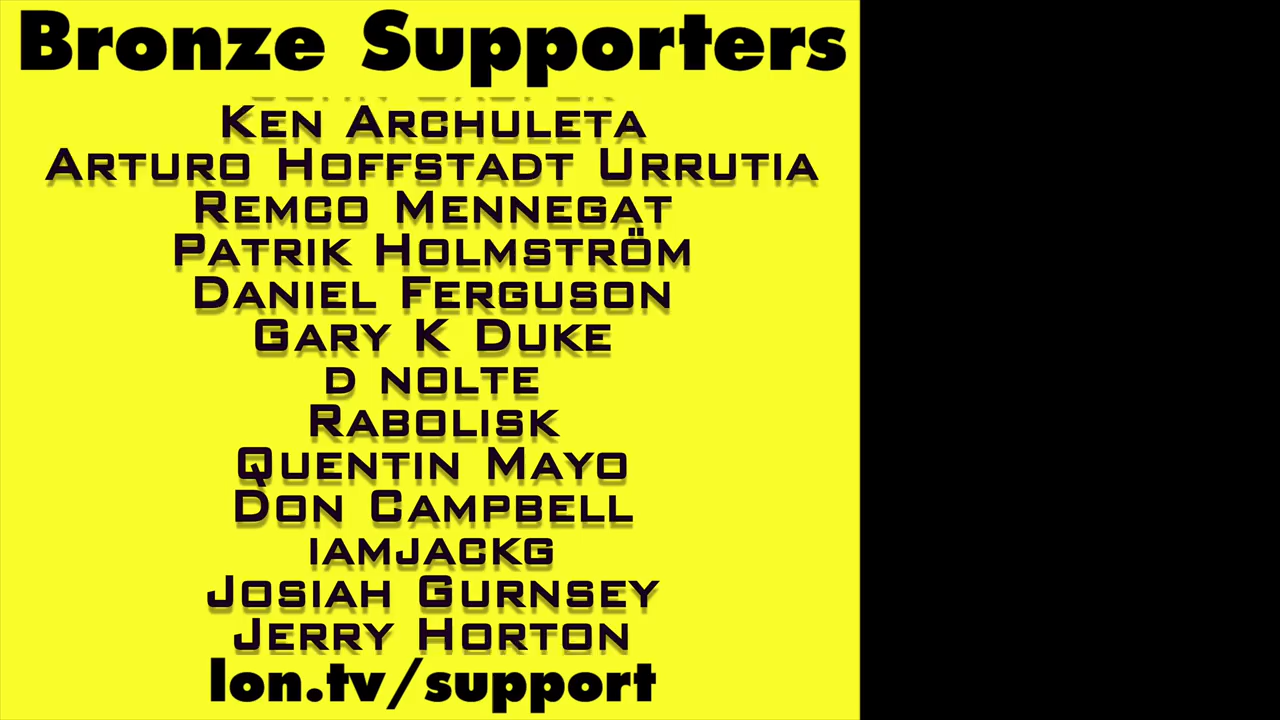 Bronze Supporters
Ken Archuleta
Arturo Hoffstadt Urrutia
Remco Mennegat
Patrik Holmström
Daniel Ferguson
Gary K Duke
d nolte
Rabolisk
Quentin Mayo
Don Campbell
iamjackg
Josiah Gurnsey
Jerry Horton
lon.tv/support